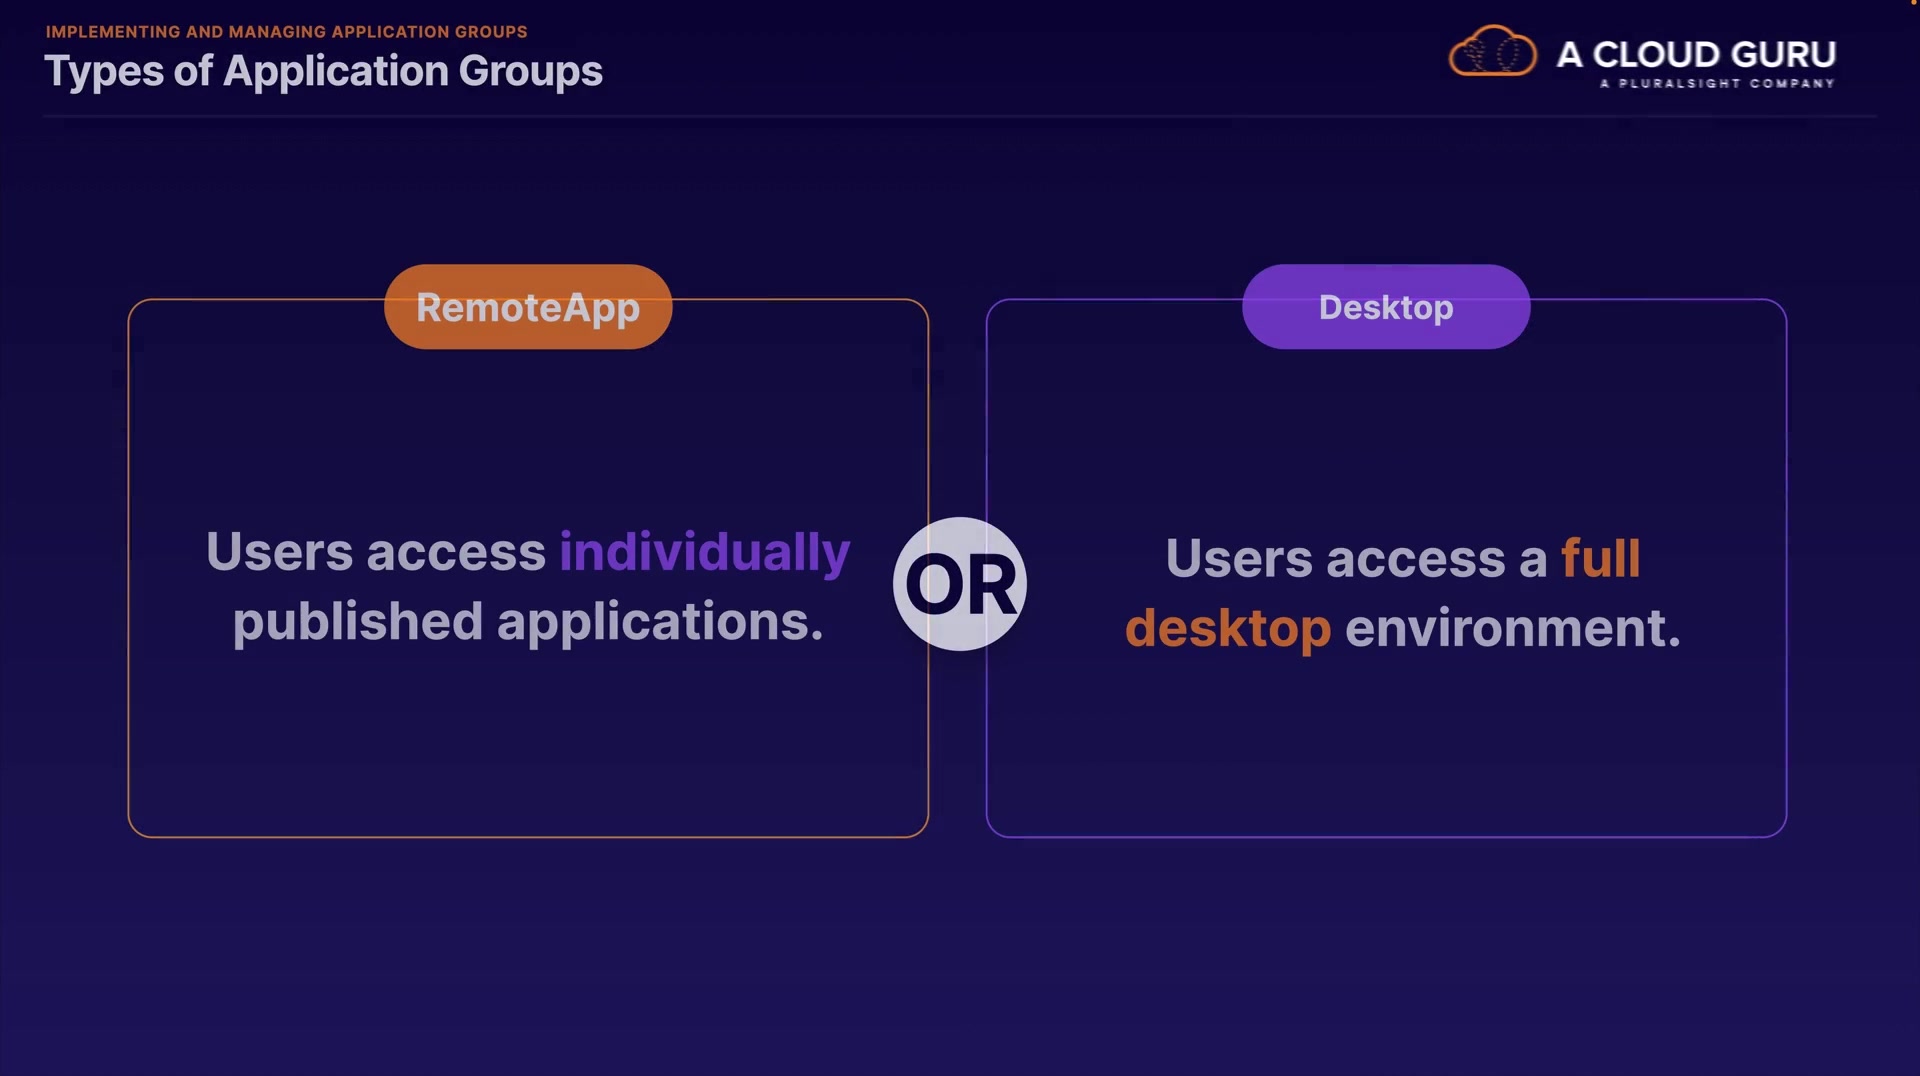 IMPLEMENTING AND MANAGING APPLICATION GROUPS
Types of Application Groups
A CLOUD GURU
A PLURALSIGHT COMPANY
RemoteApp
Users access individually
published applications.
OR
Desktop
Users access a full
desktop environment.